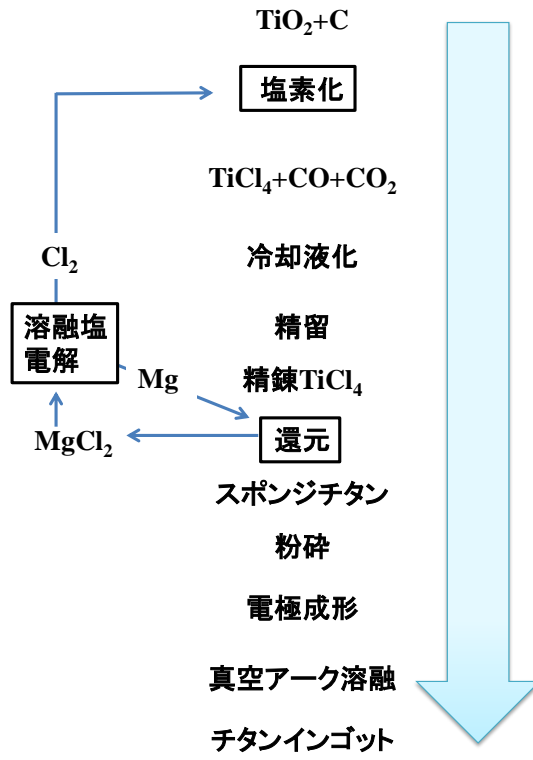 TiO₂+C
塩素化
TiCl₄+CO+CO₂
Cl₂
冷却液化
溶融塩
電解
精留
Mg
精錬TiCl₄
MgCl₂
還元
スポンジチタン
粉砕
電極成形
真空アーク溶融
チタンインゴット